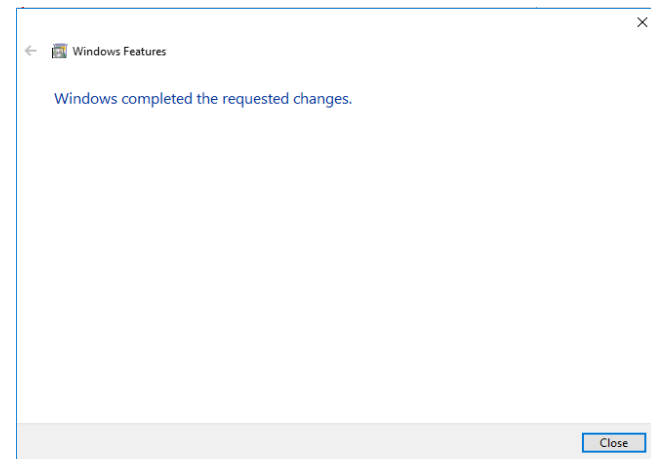 Windows Features
Windows completed the requested changes.
Close